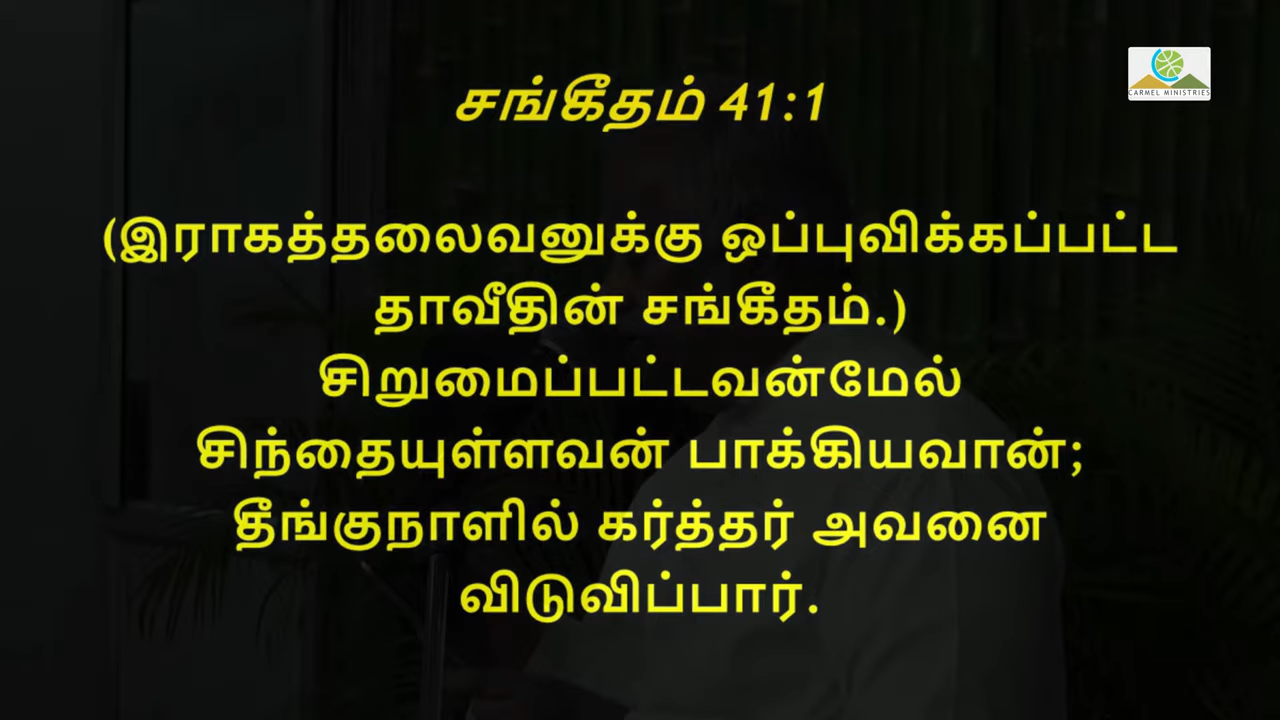 சங்கீதம் 41:1
CARMEL MINISTRIES
(இராகத்தலைவனுக்கு ஒப்புவிக்கப்பட்ட
தாவீதின் சங்கீதம்.)
சிறுமைப்பட்டவன்மேல்
சிந்தையுள்ளவன் பாக்கியவான்;
தீங்குநாளில் கர்த்தர் அவனை
விடுவிப்பார்.